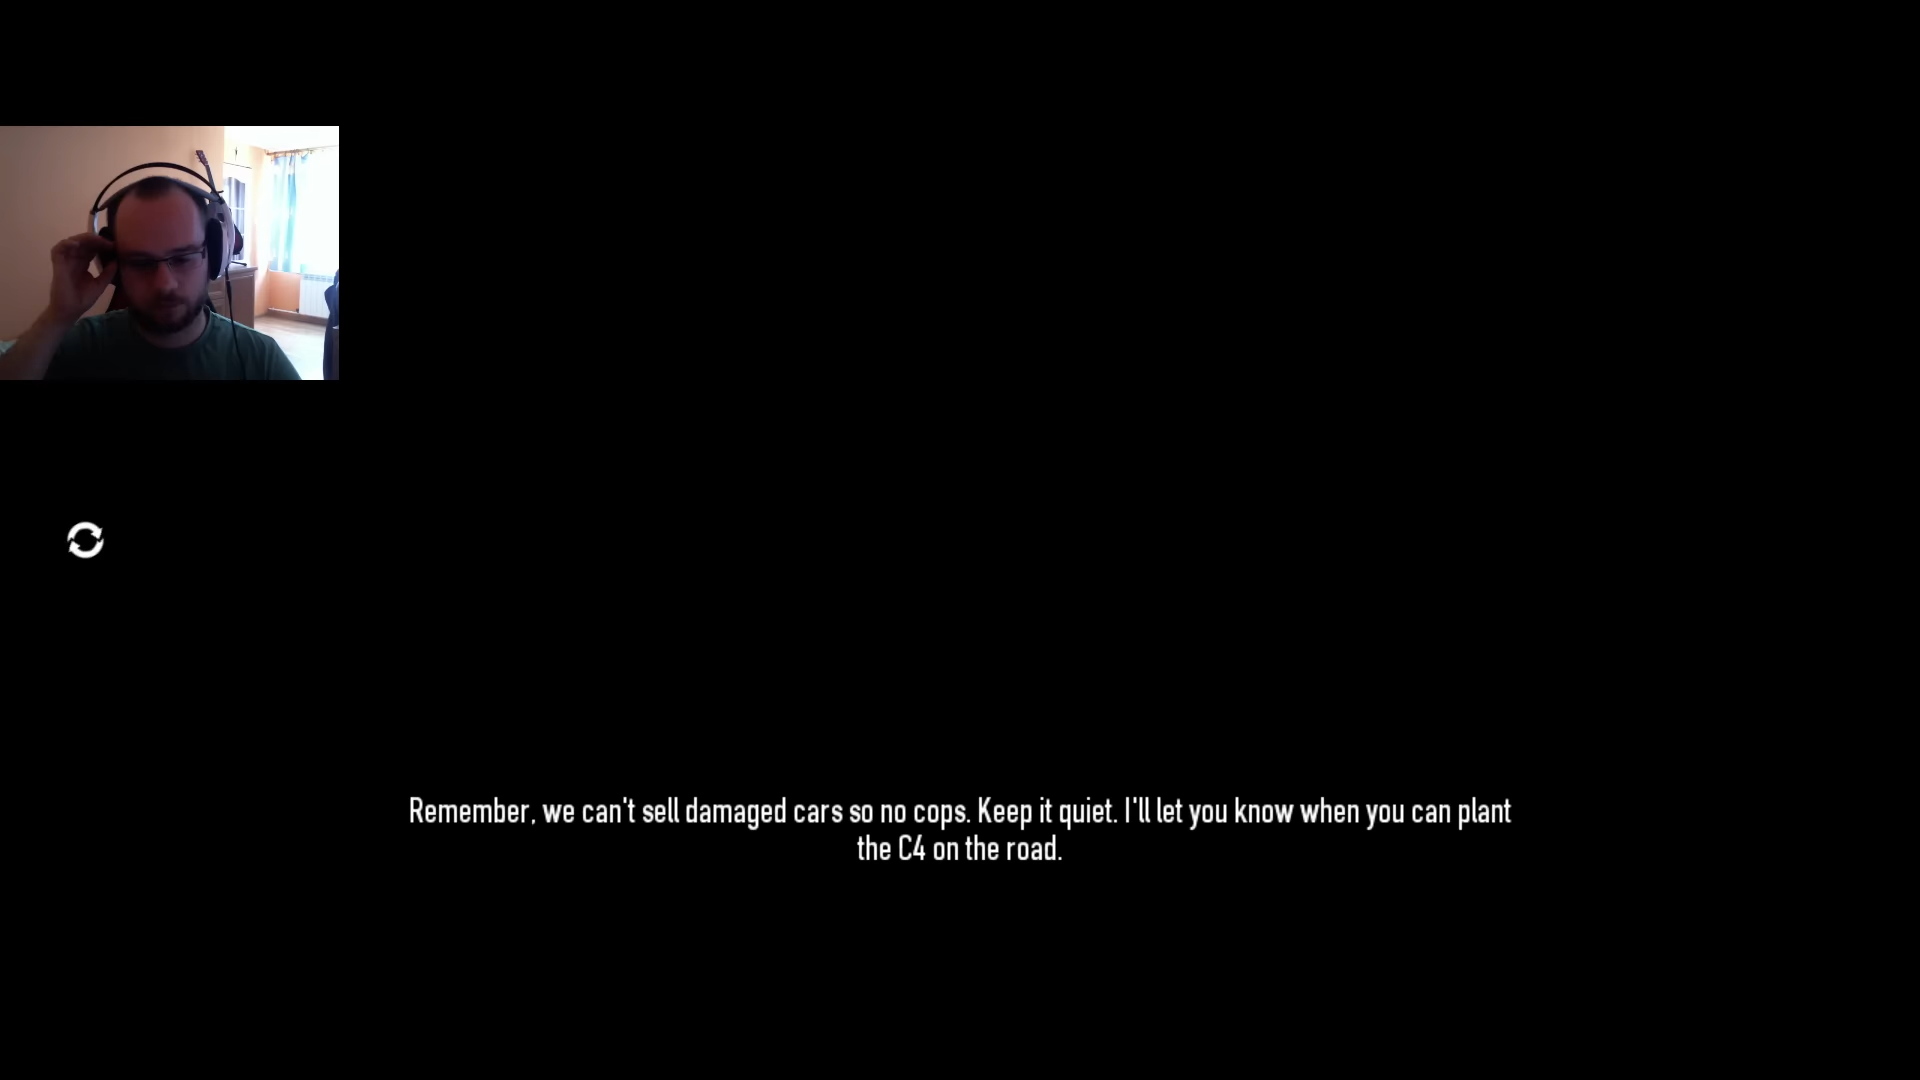 Remember, we can't sell damaged cars so no cops. Keep it quiet. I'll let you know when you can plant
the C4 on the road.